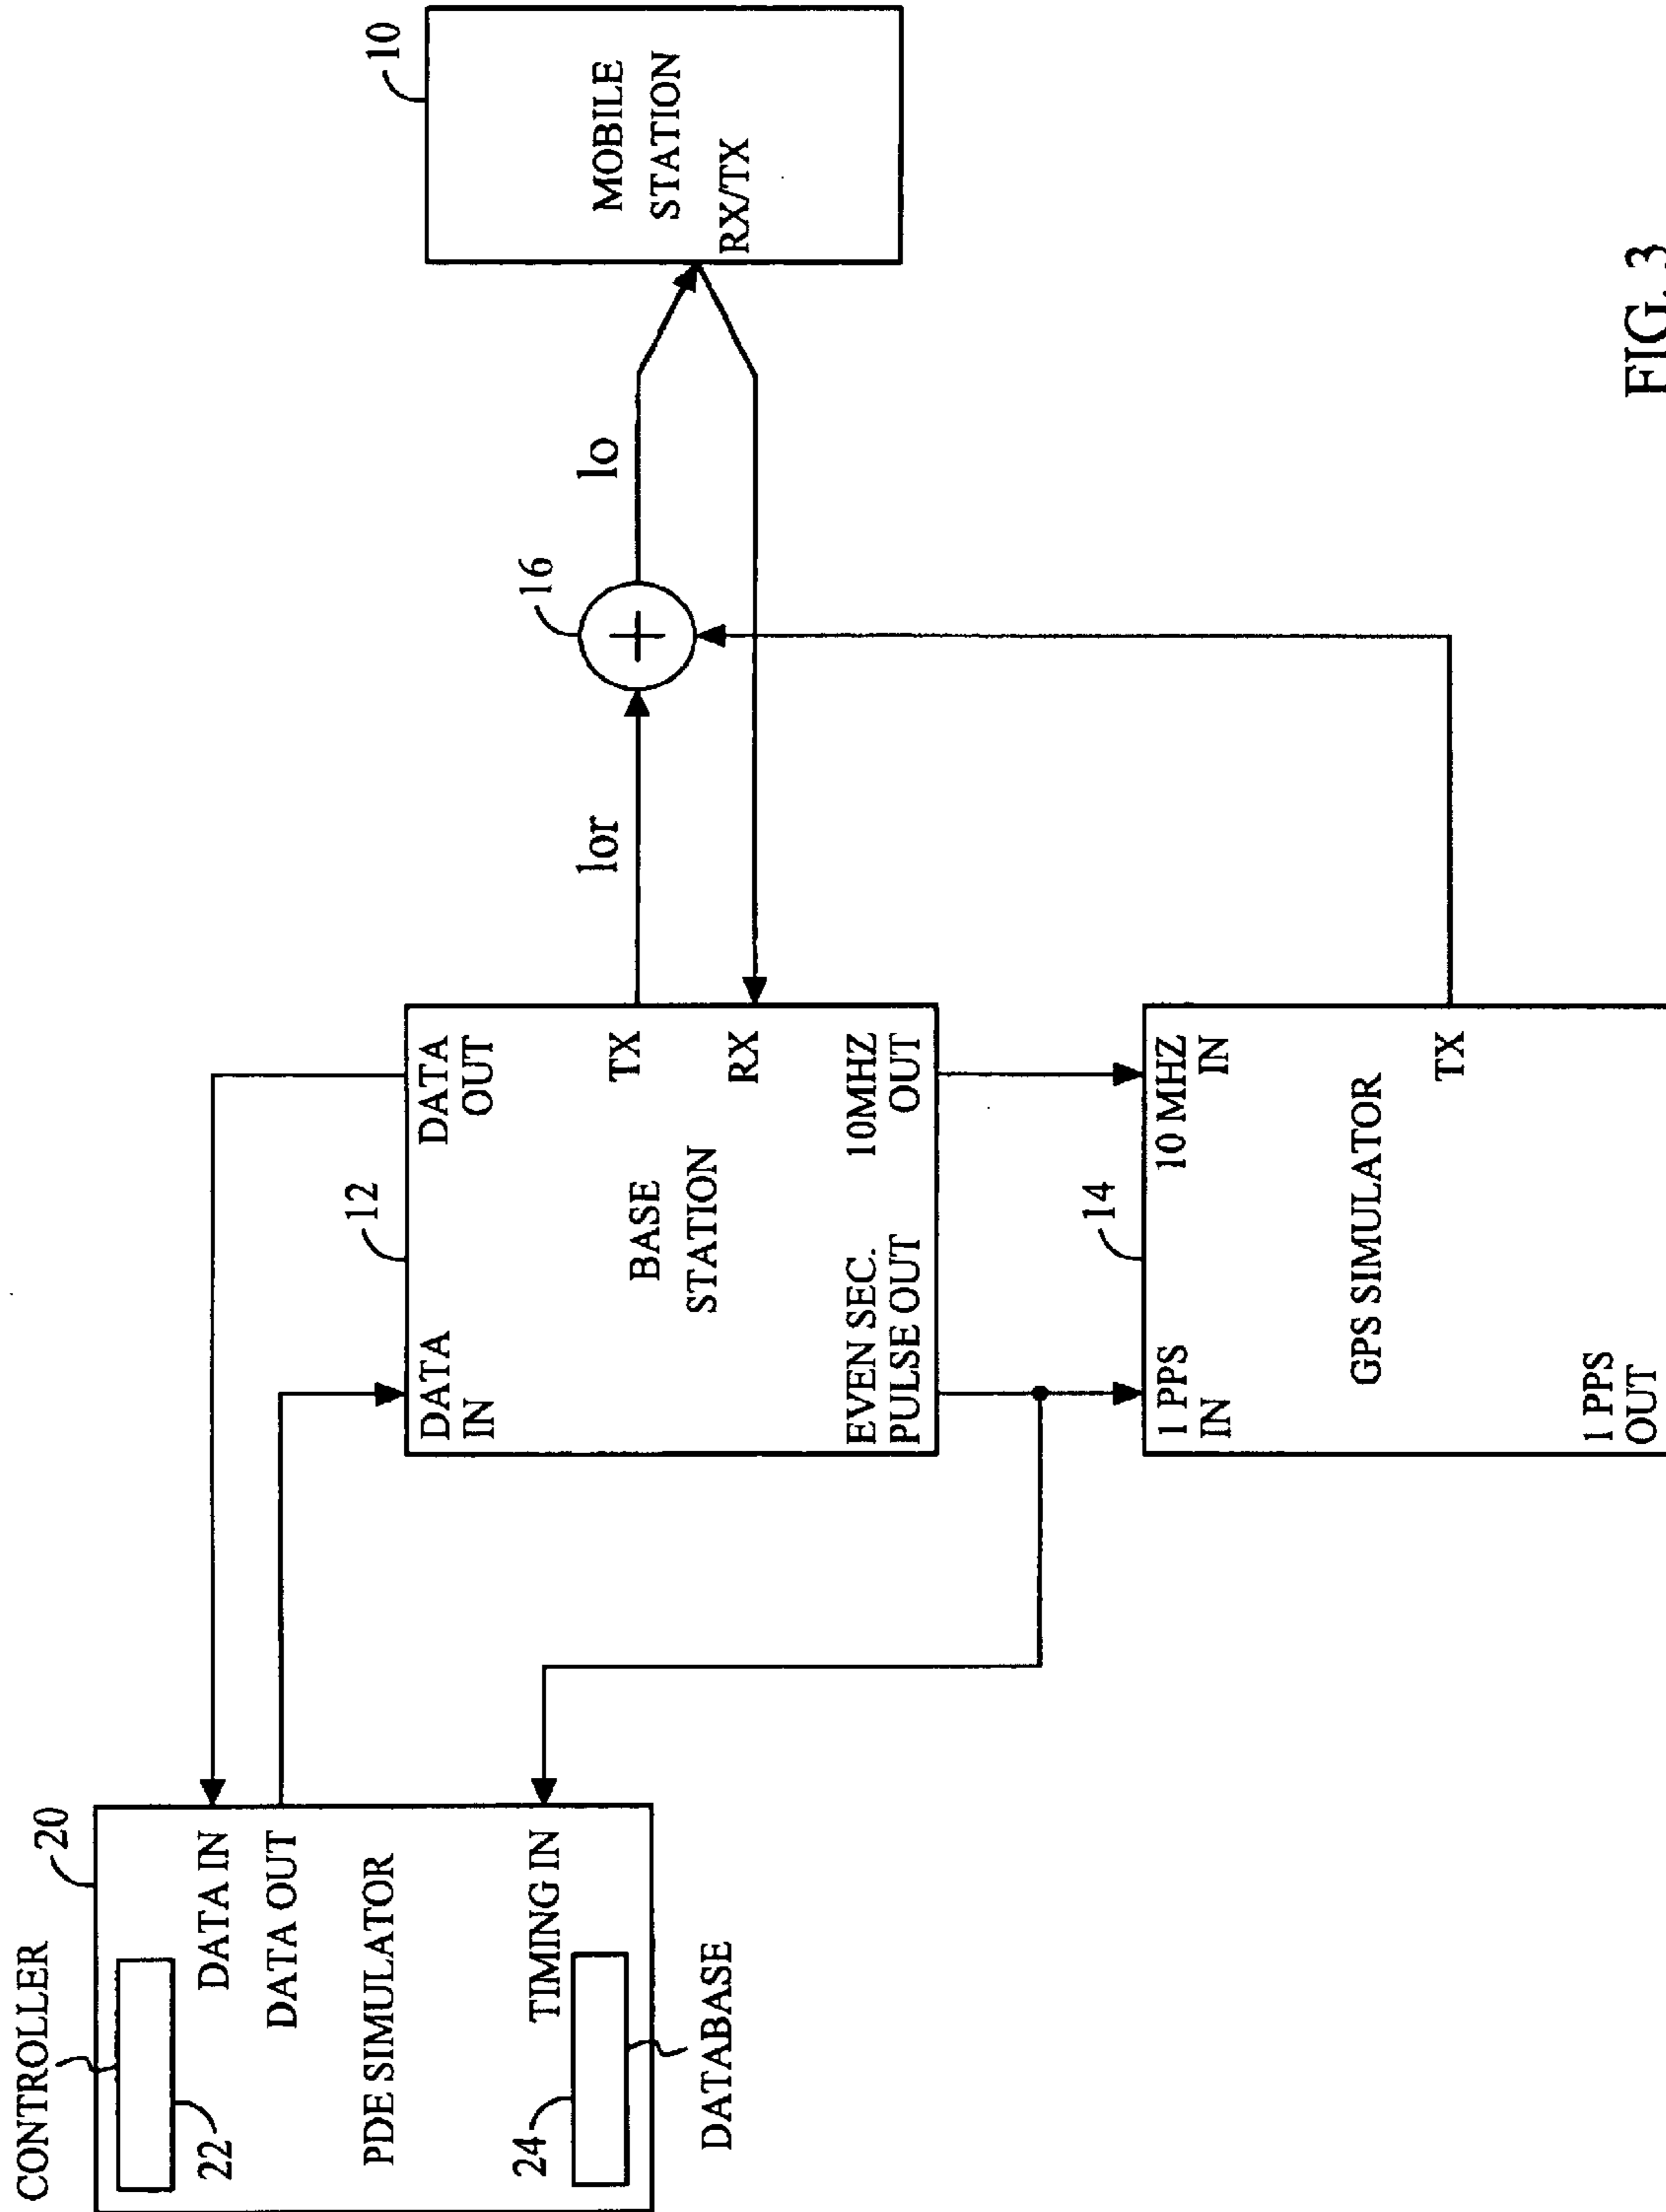 CONTROLLER
22
20
DATA IN
DATA OUT
PDE SIMULATOR
TIMING IN
24
DATABASE
12
DATA
IN
DATA
OUT
BASE
STATION
TX
RX
EVEN SEC.
PULSE OUT
10MHZ
OUT
14
1 PPS
IN
10 MHZ
IN
GPS SIMULATOR
TX
1 PPS
OUT
Ior
16
Io
10
MOBILE
STATION
RX/TX
FIG. 3